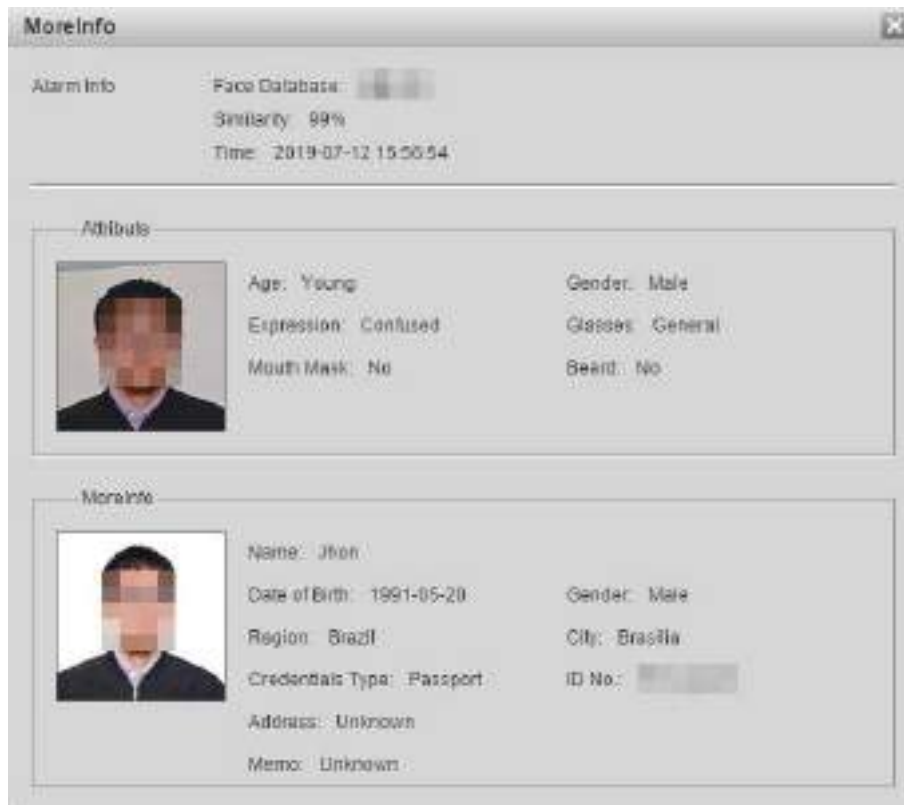 MoreInfo
Alarm Info
Face Database:
Similarity: 99%
Time: 2019-07-12 15:56:54
Attribute
Age: Young Gender: Male
Expression: Confused Glasses: General
Mouth Mask: No Beard: No
MoreInfo
Name: Jhon
Date of Birth: 1991-05-20 Gender: Male
Region: Brazil City: Brasilia
Credentials Type: Passport ID No.:
Address: Unknown
Memo: Unknown